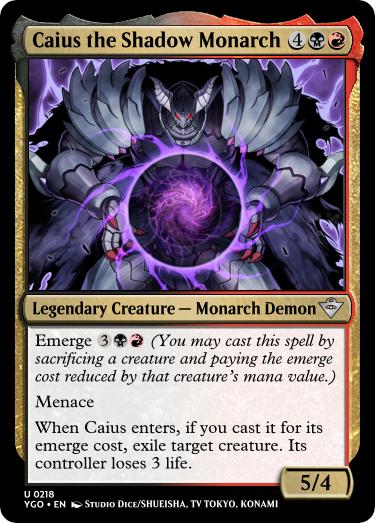 Caius the Shadow Monarch 4
Legendary Creature — Monarch Demon
Emerge 3 (You may cast this spell by
sacrificing a creature and paying the emerge
cost reduced by that creature's mana value.)
Menace
When Caius enters, if you cast it for
its emerge cost, exile target creature. Its
controller loses 3 life.
5/4
U 0218
YGO • EN Studio Dice/SHUEISHA, TV TOKYO, KONAMI